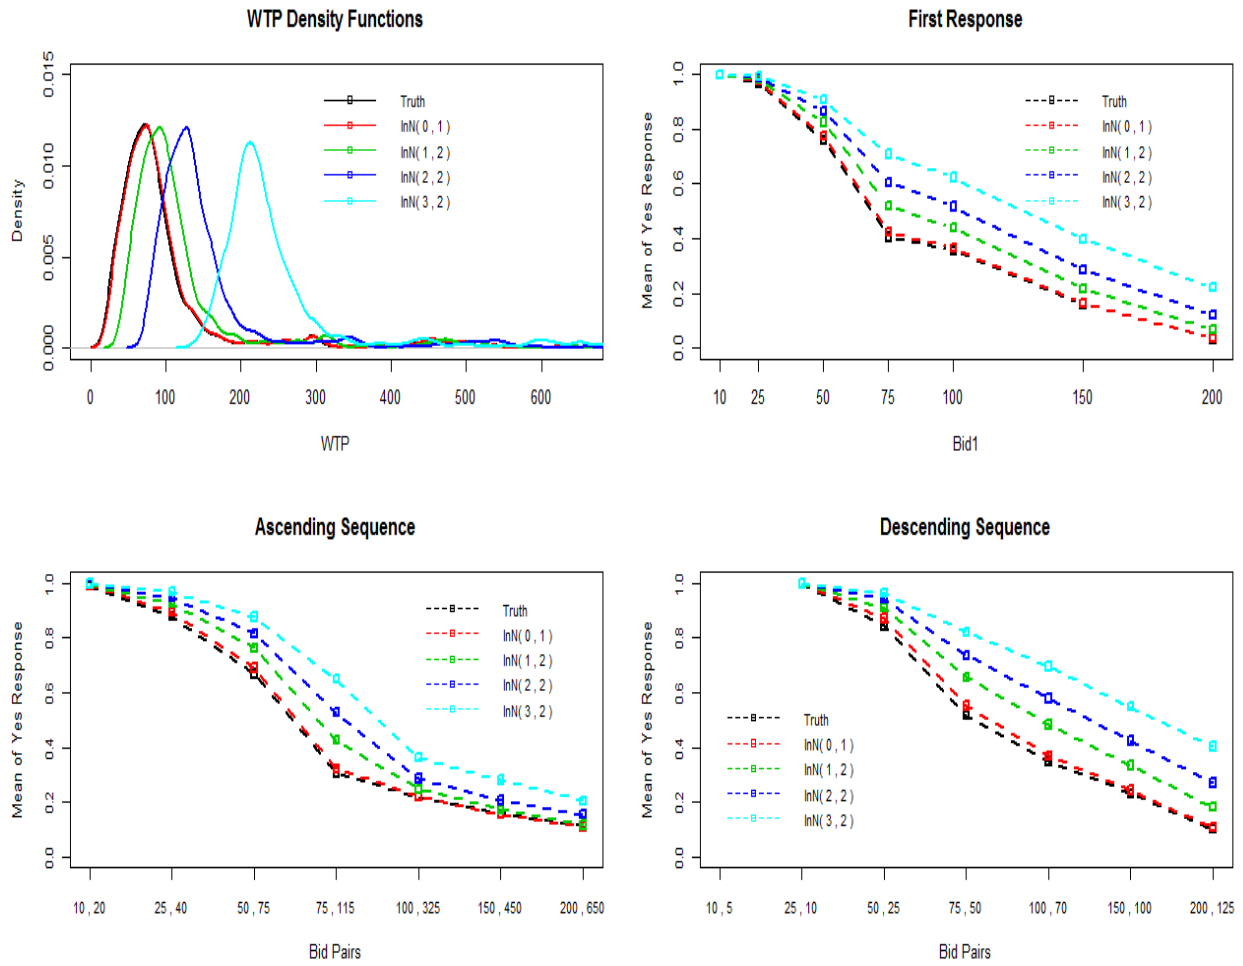 WTP Density Functions
Density
0.000 0.005 0.010 0.015
Truth
lnN( 0 , 1 )
lnN( 1 , 2 )
lnN( 2 , 2 )
lnN( 3 , 2 )
0 100 200 300 400 500 600
WTP
First Response
Mean of Yes Response
0.0 0.2 0.4 0.6 0.8 1.0
Truth
lnN( 0 , 1 )
lnN( 1 , 2 )
lnN( 2 , 2 )
lnN( 3 , 2 )
10 25 50 75 100 150 200
Bid1
Ascending Sequence
Mean of Yes Response
0.0 0.2 0.4 0.6 0.8 1.0
Truth
lnN( 0 , 1 )
lnN( 1 , 2 )
lnN( 2 , 2 )
lnN( 3 , 2 )
10 , 20 25 , 40 50 , 75 75 , 115 100 , 325 150 , 450 200 , 650
Bid Pairs
Descending Sequence
Mean of Yes Response
0.0 0.2 0.4 0.6 0.8 1.0
Truth
lnN( 0 , 1 )
lnN( 1 , 2 )
lnN( 2 , 2 )
lnN( 3 , 2 )
10 , 5 25 , 10 50 , 25 75 , 50 100 , 70 150 , 100 200 , 125
Bid Pairs